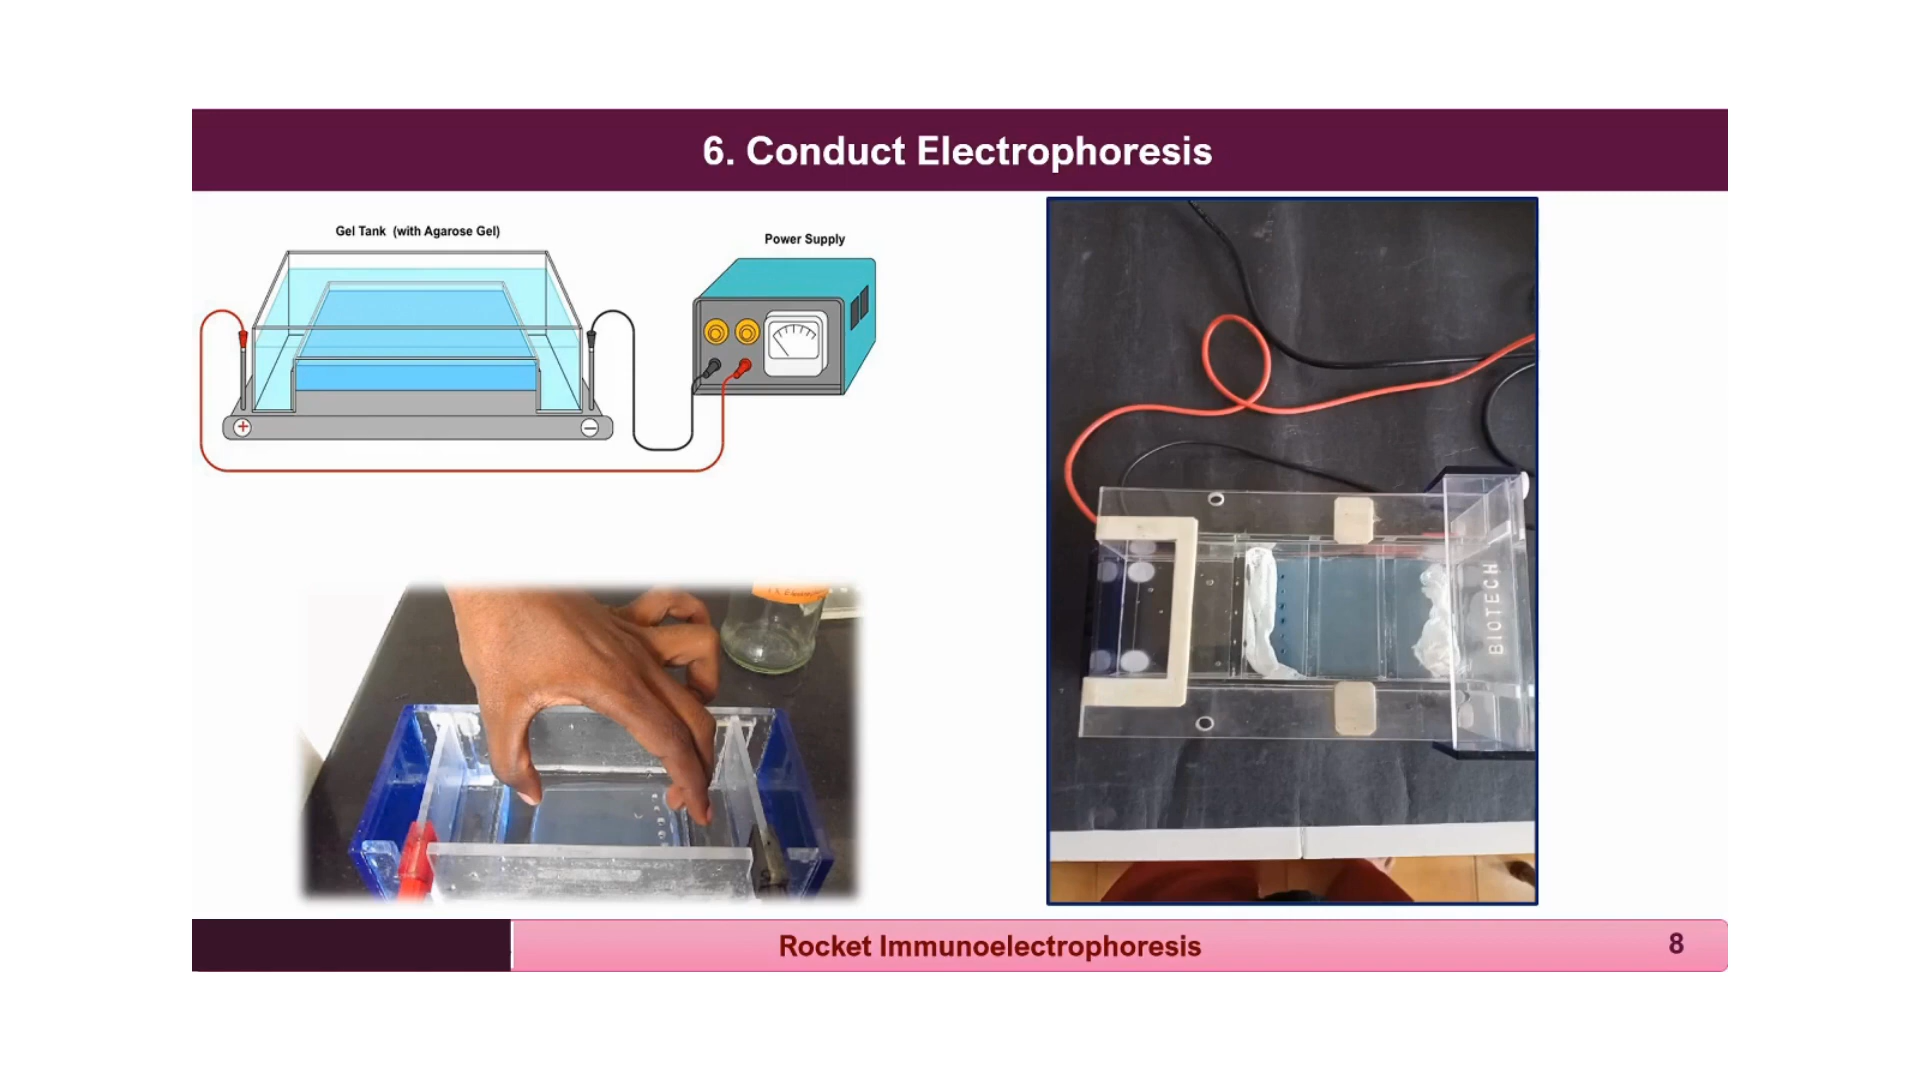 6. Conduct Electrophoresis
Gel Tank (with Agarose Gel)
Power Supply
+
−
BIOTECH
Rocket Immunoelectrophoresis
8